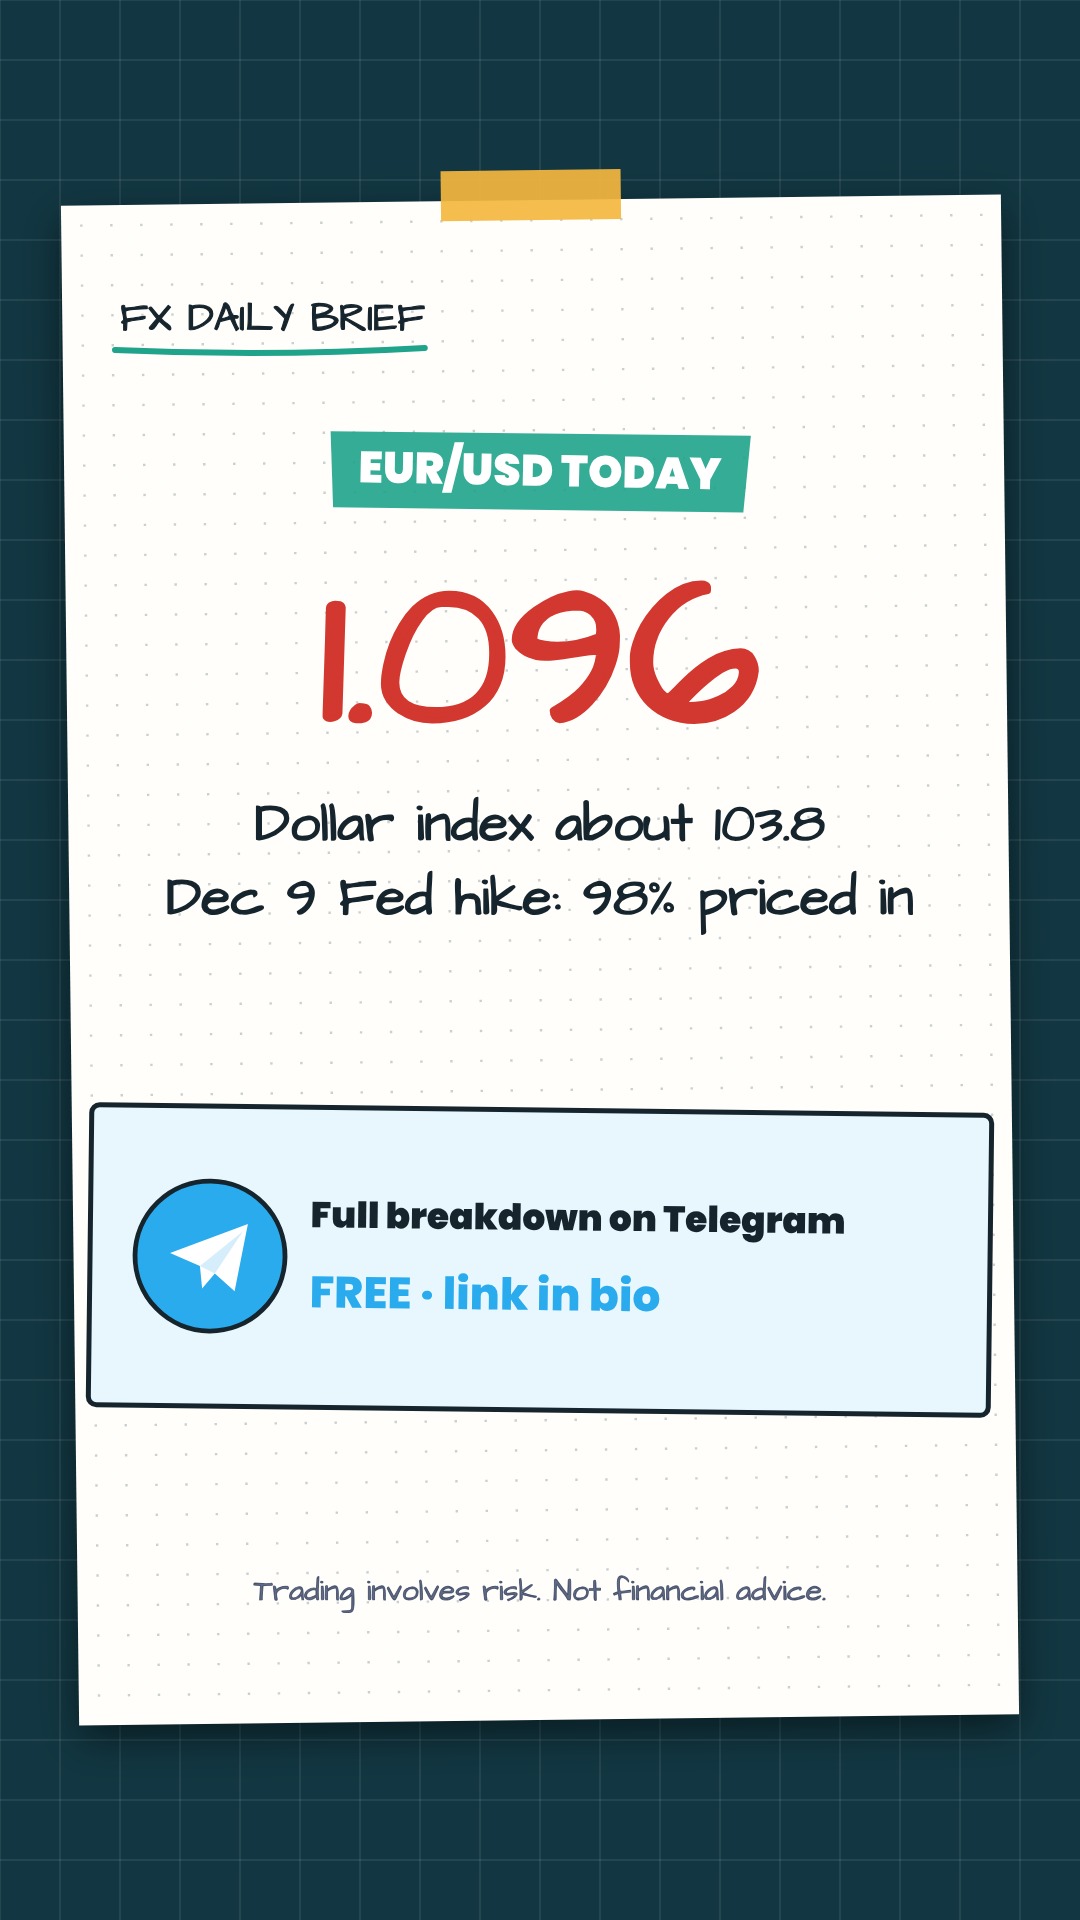 FX DAILY BRIEF
EUR/USD TODAY
1.096
Dollar index about 103.8
Dec 9 Fed hike: 98% priced in
Full breakdown on Telegram
FREE · link in bio
Trading involves risk. Not financial advice.